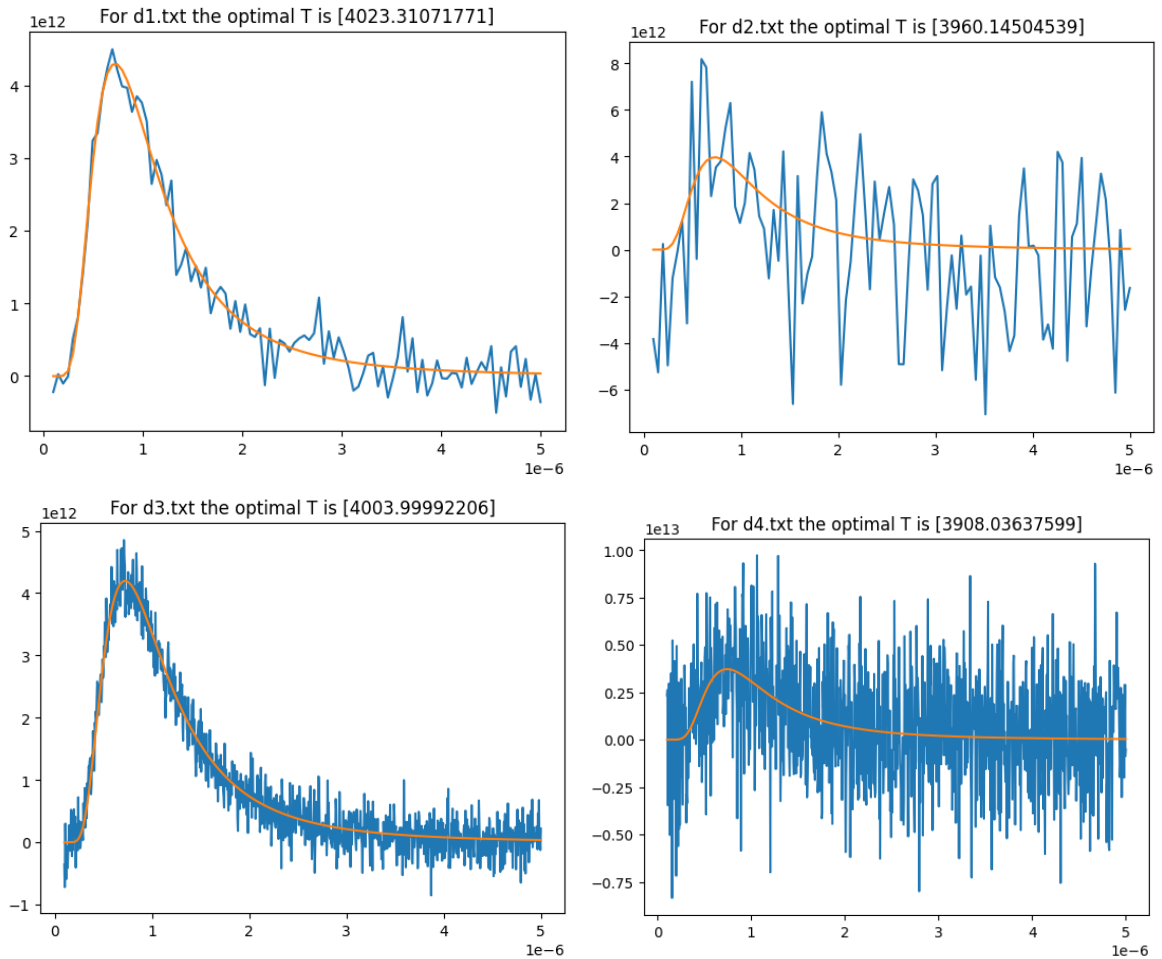 For d1.txt the optimal T is [4023.31071771]
1e12
4
3
2
1
0
0 1 2 3 4 5
1e−6
For d2.txt the optimal T is [3960.14504539]
1e12
8
6
4
2
0
−2
−4
−6
0 1 2 3 4 5
1e−6
For d3.txt the optimal T is [4003.99992206]
1e12
5
4
3
2
1
0
−1
0 1 2 3 4 5
1e−6
For d4.txt the optimal T is [3908.03637599]
1e13
1.00
0.75
0.50
0.25
0.00
−0.25
−0.50
−0.75
0 1 2 3 4 5
1e−6